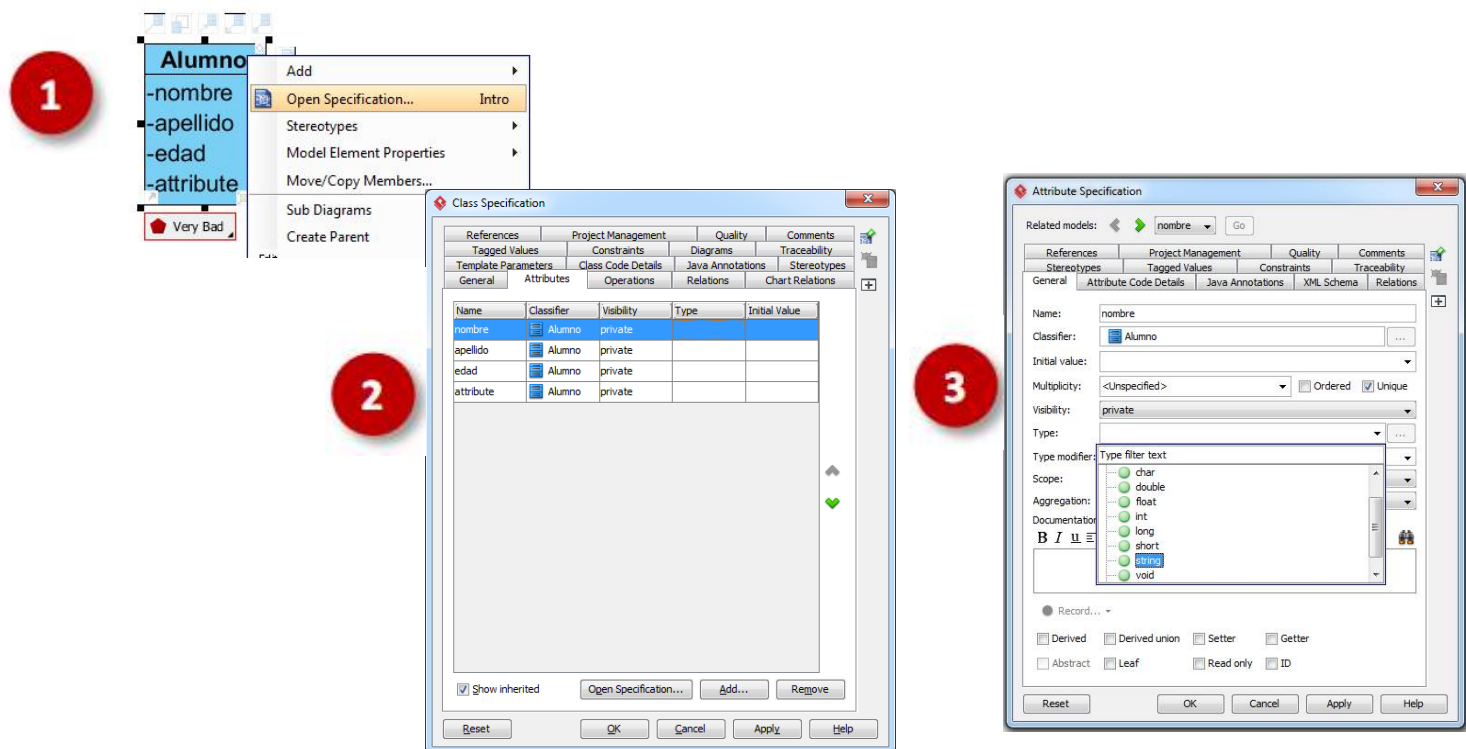 1
Alumno
-nombre
-apellido
-edad
-attribute
Very Bad
Add
Open Specification... Intro
Stereotypes
Model Element Properties
Move/Copy Members...
Sub Diagrams
Create Parent
2
Class Specification
References Project Management Quality Comments
Tagged Values Constraints Diagrams Traceability
Template Parameters Class Code Details Java Annotations Stereotypes
General Attributes Operations Relations Chart Relations
Name Classifier Visibility Type Initial Value
nombre Alumno private
apellido Alumno private
edad Alumno private
attribute Alumno private
Show inherited Open Specification... Add... Remove
Reset OK Cancel Apply Help
3
Attribute Specification
Related models: nombre Go
References Project Management Quality Comments
Stereotypes Tagged Values Constraints Traceability
General Attribute Code Details Java Annotations XML Schema Relations
Name: nombre
Classifier: Alumno ...
Initial value:
Multiplicity: <Unspecified> Ordered Unique
Visibility: private
Type: ...
Type modifier: Type filter text
char
Scope:
double
Aggregation: float
int
Documentation
long
B I u
short
string
void
Record...
Derived Derived union Setter Getter
Abstract Leaf Read only ID
Reset OK Cancel Apply Help